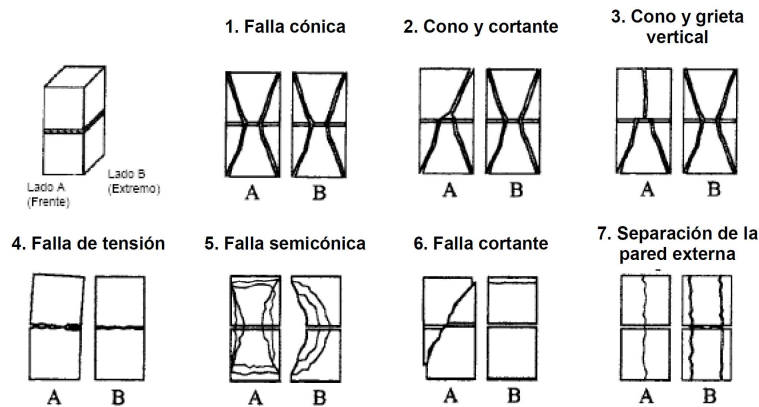 1. Falla cónica
2. Cono y cortante
3. Cono y grieta
vertical
Lado A
(Frente)
Lado B
(Extremo)
A B
A B
A B
4. Falla de tensión
5. Falla semicónica
6. Falla cortante
7. Separación de la
pared externa
A B
A B
A B
A B